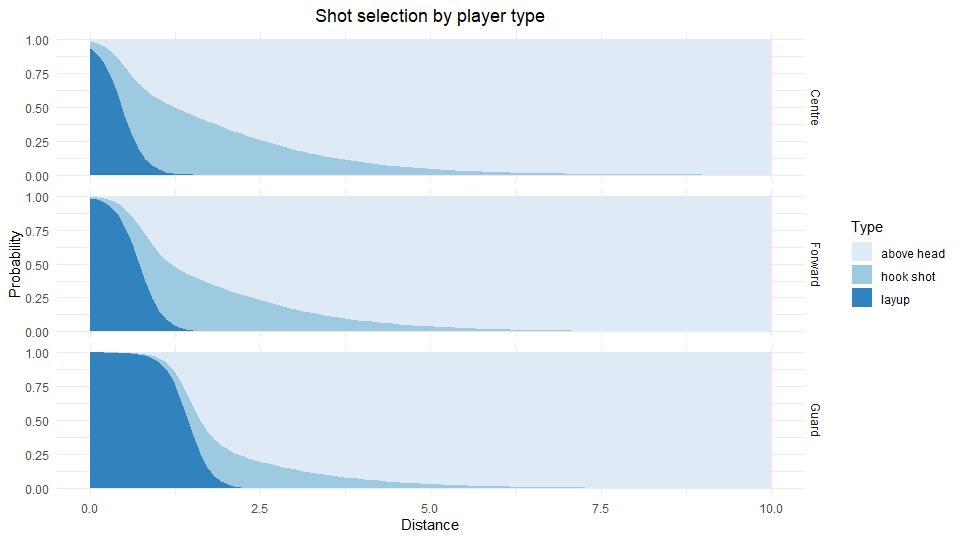 Shot selection by player type
Probability
1.00
0.75
0.50
0.25
0.00
Centre
1.00
0.75
0.50
0.25
0.00
Forward
1.00
0.75
0.50
0.25
0.00
Guard
0.0
2.5
5.0
7.5
10.0
Distance
Type
above head
hook shot
layup